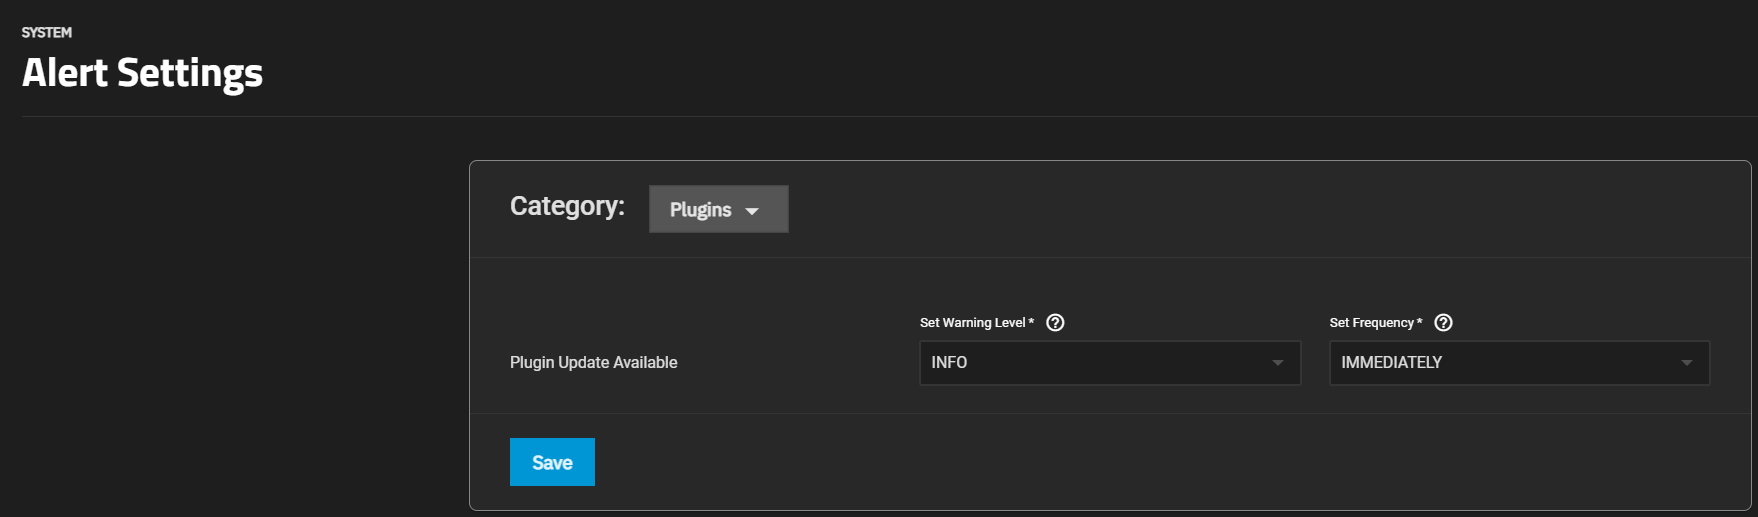 SYSTEM
Alert Settings
Category: Plugins
Set Warning Level * ?
Set Frequency * ?
Plugin Update Available
INFO
IMMEDIATELY
Save